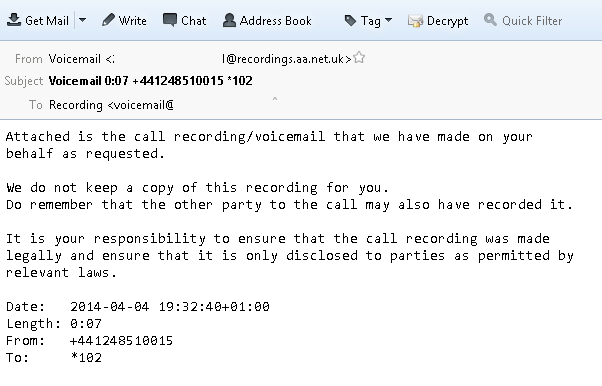 Get Mail Write Chat Address Book Tag Decrypt Quick Filter
From Voicemail <: l@recordings.aa.net.uk>
Subject Voicemail 0:07 +441248510015 *102
To Recording <voicemail@
Attached is the call recording/voicemail that we have made on your
behalf as requested.
We do not keep a copy of this recording for you.
Do remember that the other party to the call may also have recorded it.
It is your responsibility to ensure that the call recording was made
legally and ensure that it is only disclosed to parties as permitted by
relevant laws.
Date: 2014-04-04 19:32:40+01:00
Length: 0:07
From: +441248510015
To: *102